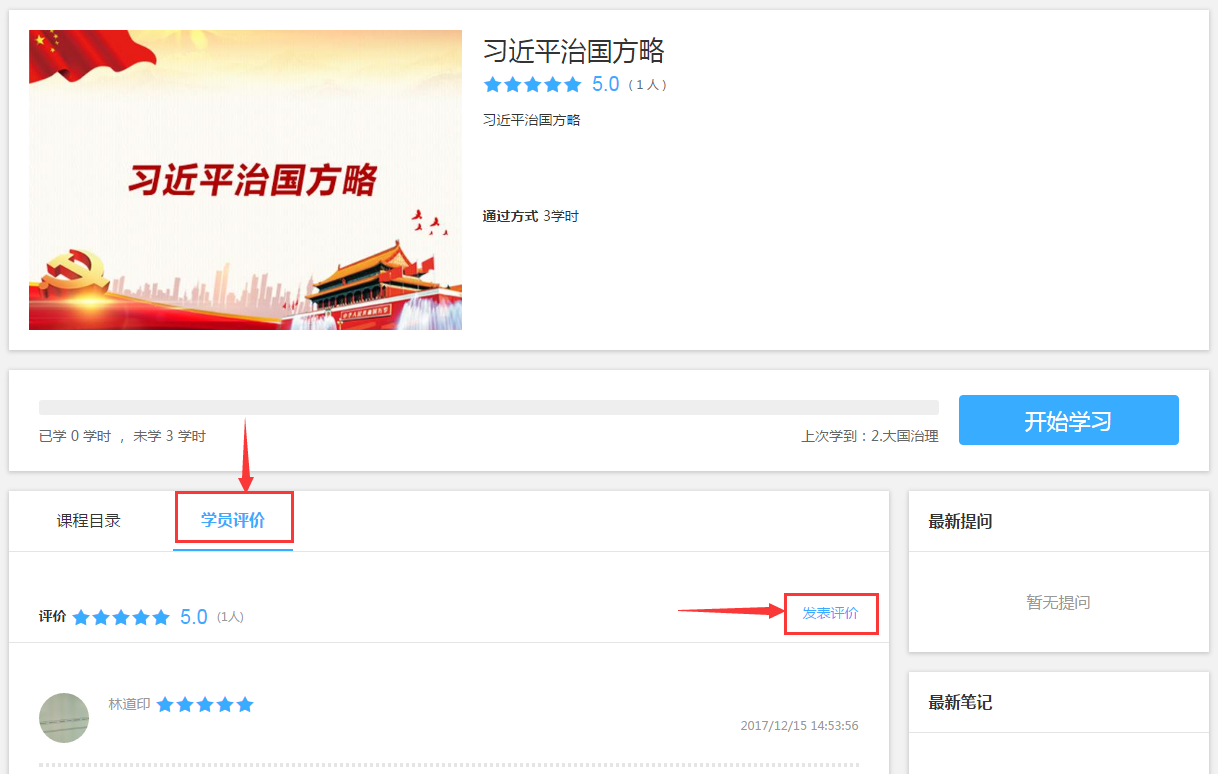 习近平治国方略
5.0 (1人)
习近平治国方略
习近平治国方略
通过方式 3学时
已学 0 学时 ，未学 3 学时
上次学到：2.大国治理
开始学习
课程目录
学员评价
评价 5.0 (1人)
发表评价
林道印
2017/12/15 14:53:56
最新提问
暂无提问
最新笔记